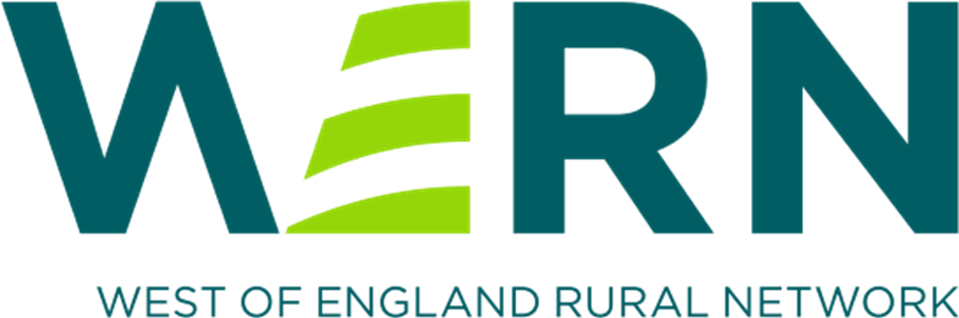 WERN
WEST OF ENGLAND RURAL NETWORK